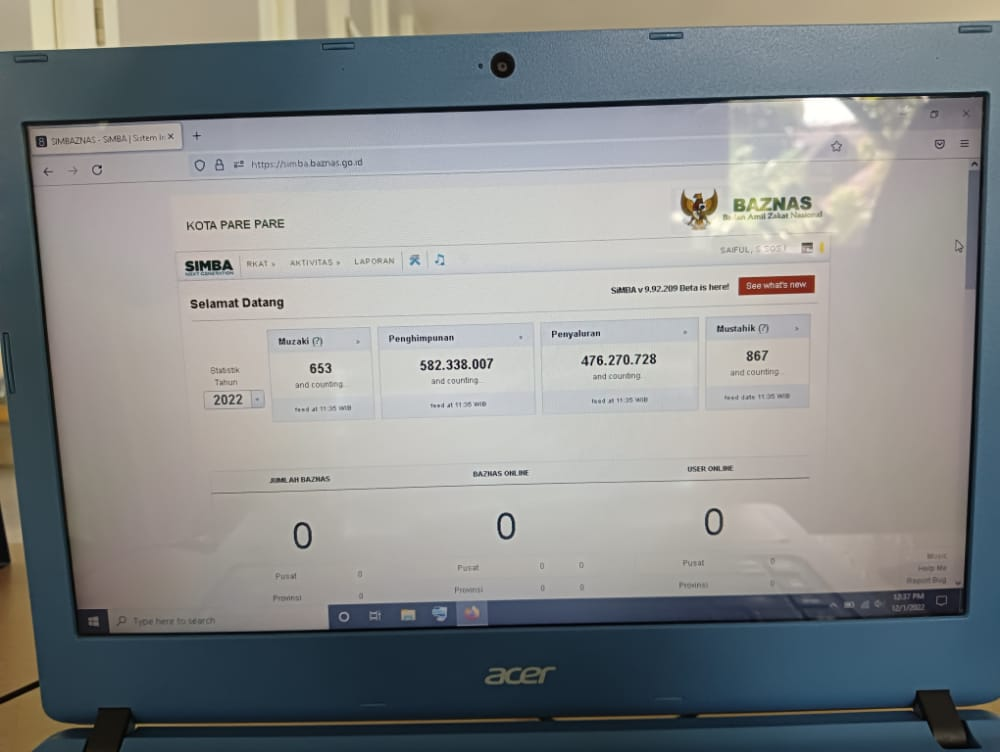 SIMBAZNAS - SiMBA | Sistem In
https://simba.baznas.go.id
KOTA PARE PARE
BAZNAS
Badan Amil Zakat Nasional
SAIFUL, S.SOS.I
SIMBA
NEXT GENERATION
RKAT »
AKTIVITAS »
LAPORAN
Selamat Datang
SiMBA v 9.92.209 Beta is here!
See what's new
Statistik
Tahun
2022
Muzaki (?)
653
and counting...
feed at 11:35 WIB
Penghimpunan
582.338.007
and counting...
feed at 11:35 WIB
Penyaluran
476.270.728
and counting...
feed at 11:35 WIB
Mustahik (?)
867
and counting...
feed date 11:35 WIB
JUMLAH BAZNAS
BAZNAS ONLINE
USER ONLINE
0
0
0
Pusat 0
Pusat 0 0
Pusat 0
Provinsi 0
Provinsi 0 0
Provinsi 0
Music
Help Me
Report Bug
Type here to search
12:37 PM
12/1/2022
acer